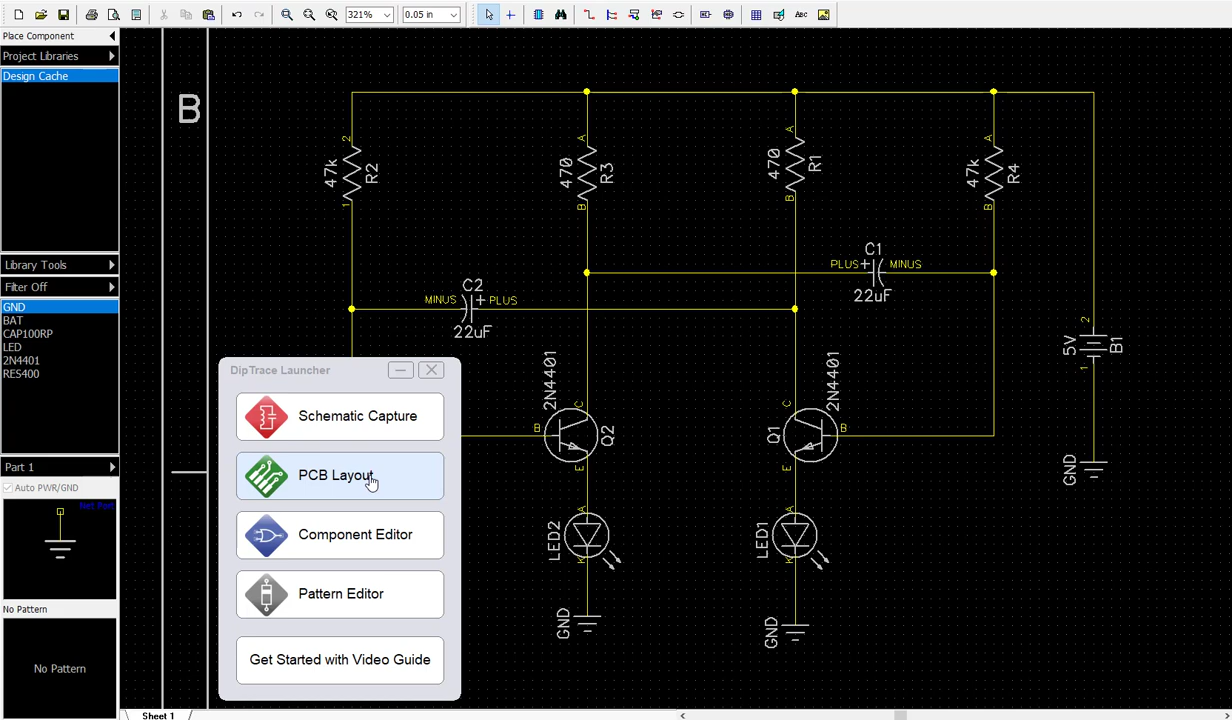 321%
0.05 in
Abc
Place Component
Project Libraries
Design Cache
Library Tools
Filter Off
GND
BAT
CAP100RP
LED
2N4401
RES400
Part 1
Auto PWR/GND
Net Port
No Pattern
No Pattern
B
2
47k
R2
1
A
470
R3
B
A
470
R1
B
A
47k
R4
B
C1
PLUS
+
MINUS
22uF
C2
MINUS
+
PLUS
22uF
2
5V
B1
1
GND
2N4401
C
B
Q2
E
2N4401
C
Q1
B
E
A
LED2
K
GND
A
LED1
K
GND
DipTrace Launcher
Schematic Capture
PCB Layout
Component Editor
Pattern Editor
Get Started with Video Guide
Sheet 1